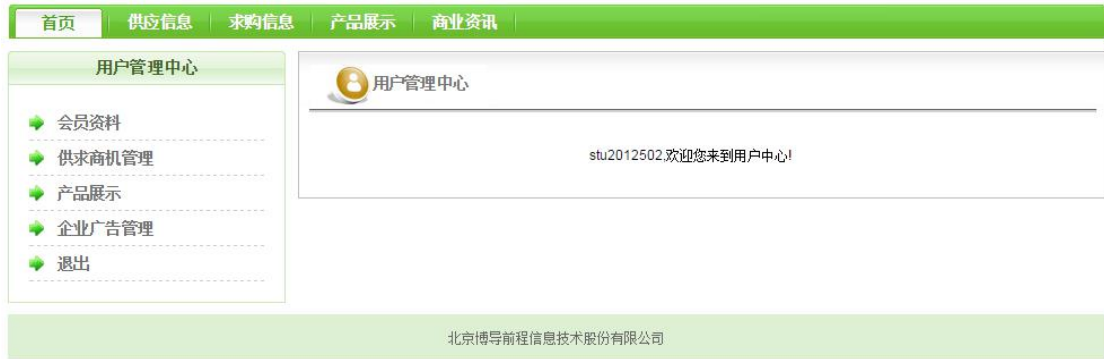 首页 供应信息 求购信息 产品展示 商业资讯
用户管理中心
会员资料
供求商机管理
产品展示
企业广告管理
退出
用户管理中心
stu2012502,欢迎您来到用户中心!
北京博导前程信息技术股份有限公司